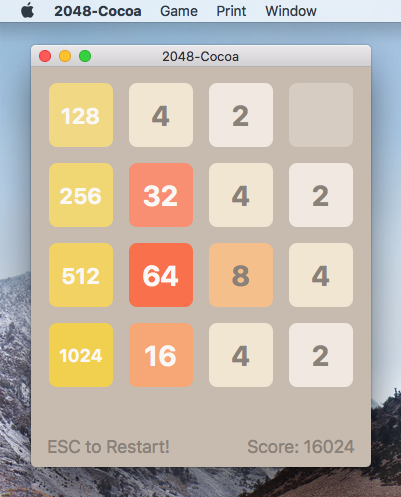 2048-Cocoa Game Print Window
2048-Cocoa
128 4 2
256 32 4 2
512 64 8 4
1024 16 4 2
ESC to Restart! Score: 16024